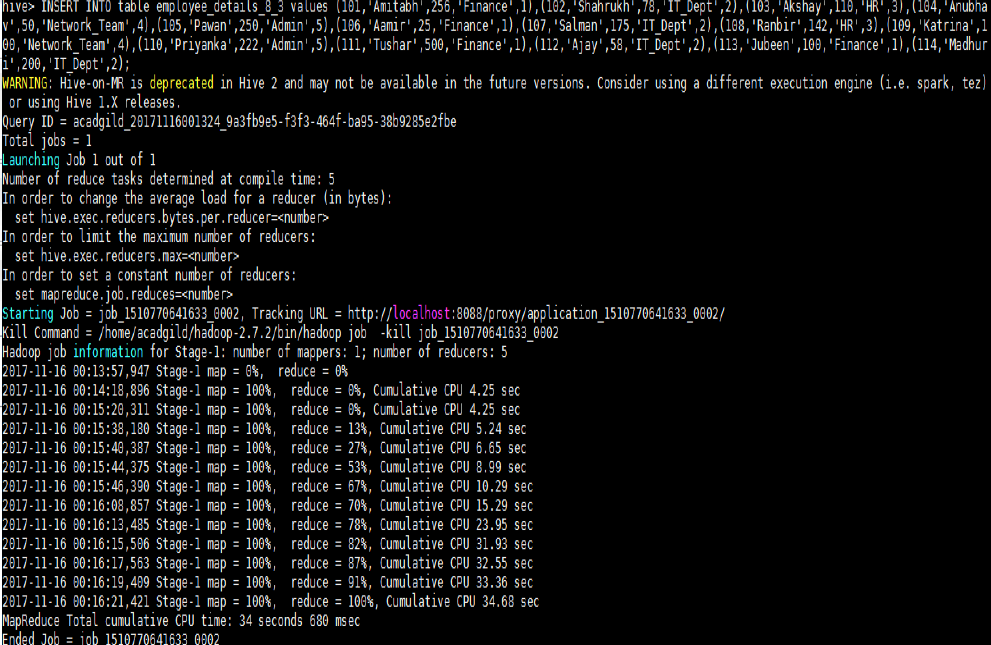 hive> INSERT INTO table employee_details_8_3 values (101,'Amitabh',256,'Finance',1),(102,'Shahrukh',78,'IT_Dept',2),(103,'Akshay',110,'HR',3),(104,'Anubha
v',50,'Network_Team',4),(105,'Pawan',250,'Admin',5),(106,'Aamir',25,'Finance',1),(107,'Salman',175,'IT_Dept',2),(108,'Ranbir',142,'HR',3),(109,'Katrina',1
00,'Network_Team',4),(110,'Priyanka',222,'Admin',5),(111,'Tushar',500,'Finance',1),(112,'Ajay',58,'IT_Dept',2),(113,'Jubeen',100,'Finance',1),(114,'Madhur
i',200,'IT_Dept',2);
WARNING: Hive-on-MR is deprecated in Hive 2 and may not be available in the future versions. Consider using a different execution engine (i.e. spark, tez)
or using Hive 1.X releases.
Query ID = acadgild_20171116001324_9a3fb9e5-f3f3-464f-ba95-38b9285e2fbe
Total jobs = 1
Launching Job 1 out of 1
Number of reduce tasks determined at compile time: 5
In order to change the average load for a reducer (in bytes):
set hive.exec.reducers.bytes.per.reducer=<number>
In order to limit the maximum number of reducers:
set hive.exec.reducers.max=<number>
In order to set a constant number of reducers:
set mapreduce.job.reduces=<number>
Starting Job = job_1510770641633_0002, Tracking URL = http://localhost:8088/proxy/application_1510770641633_0002/
Kill Command = /home/acadgild/hadoop-2.7.2/bin/hadoop job  -kill job_1510770641633_0002
Hadoop job information for Stage-1: number of mappers: 1; number of reducers: 5
2017-11-16 00:13:57,947 Stage-1 map = 0%,  reduce = 0%
2017-11-16 00:14:18,896 Stage-1 map = 100%,  reduce = 0%, Cumulative CPU 4.25 sec
2017-11-16 00:15:20,311 Stage-1 map = 100%,  reduce = 0%, Cumulative CPU 4.25 sec
2017-11-16 00:15:38,180 Stage-1 map = 100%,  reduce = 13%, Cumulative CPU 5.24 sec
2017-11-16 00:15:40,387 Stage-1 map = 100%,  reduce = 27%, Cumulative CPU 6.65 sec
2017-11-16 00:15:44,375 Stage-1 map = 100%,  reduce = 53%, Cumulative CPU 8.99 sec
2017-11-16 00:15:46,390 Stage-1 map = 100%,  reduce = 67%, Cumulative CPU 10.29 sec
2017-11-16 00:16:08,857 Stage-1 map = 100%,  reduce = 70%, Cumulative CPU 15.29 sec
2017-11-16 00:16:13,485 Stage-1 map = 100%,  reduce = 78%, Cumulative CPU 23.95 sec
2017-11-16 00:16:15,506 Stage-1 map = 100%,  reduce = 82%, Cumulative CPU 31.93 sec
2017-11-16 00:16:17,563 Stage-1 map = 100%,  reduce = 87%, Cumulative CPU 32.55 sec
2017-11-16 00:16:19,409 Stage-1 map = 100%,  reduce = 91%, Cumulative CPU 33.36 sec
2017-11-16 00:16:21,421 Stage-1 map = 100%,  reduce = 100%, Cumulative CPU 34.68 sec
MapReduce Total cumulative CPU time: 34 seconds 680 msec
Ended Job = job_1510770641633_0002